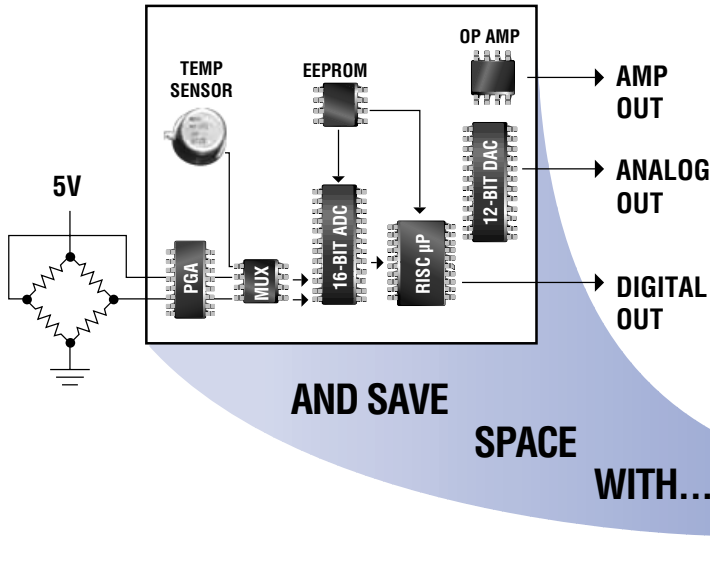 OP AMP
TEMP
SENSOR
EEPROM
AMP
OUT
5V
12-BIT DAC
ANALOG
OUT
PGA
MUX
16-BIT ADC
RISC µP
DIGITAL
OUT
AND SAVE
SPACE
WITH...